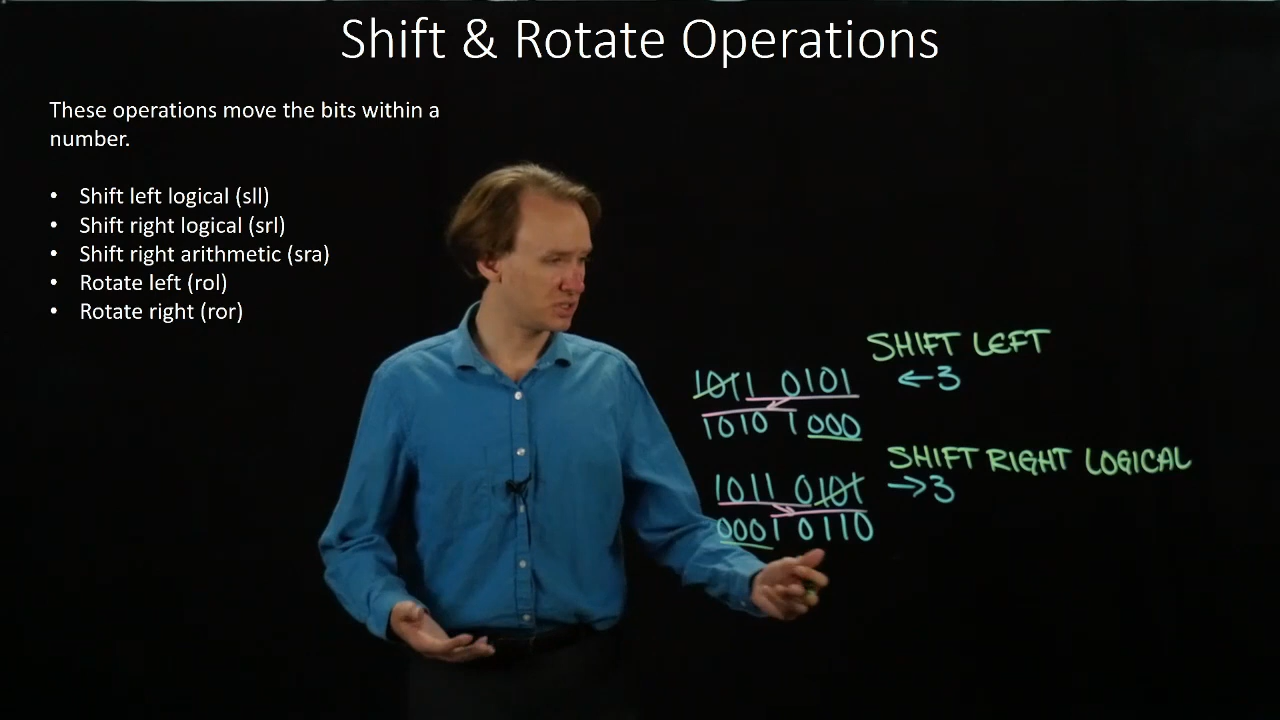 Shift & Rotate Operations
These operations move the bits within a
number.
• Shift left logical (sll)
• Shift right logical (srl)
• Shift right arithmetic (sra)
• Rotate left (rol)
• Rotate right (ror)
SHIFT LEFT
1011 0101 ←3
1010 1000
SHIFT RIGHT LOGICAL
1011 0101 →3
0001 0110